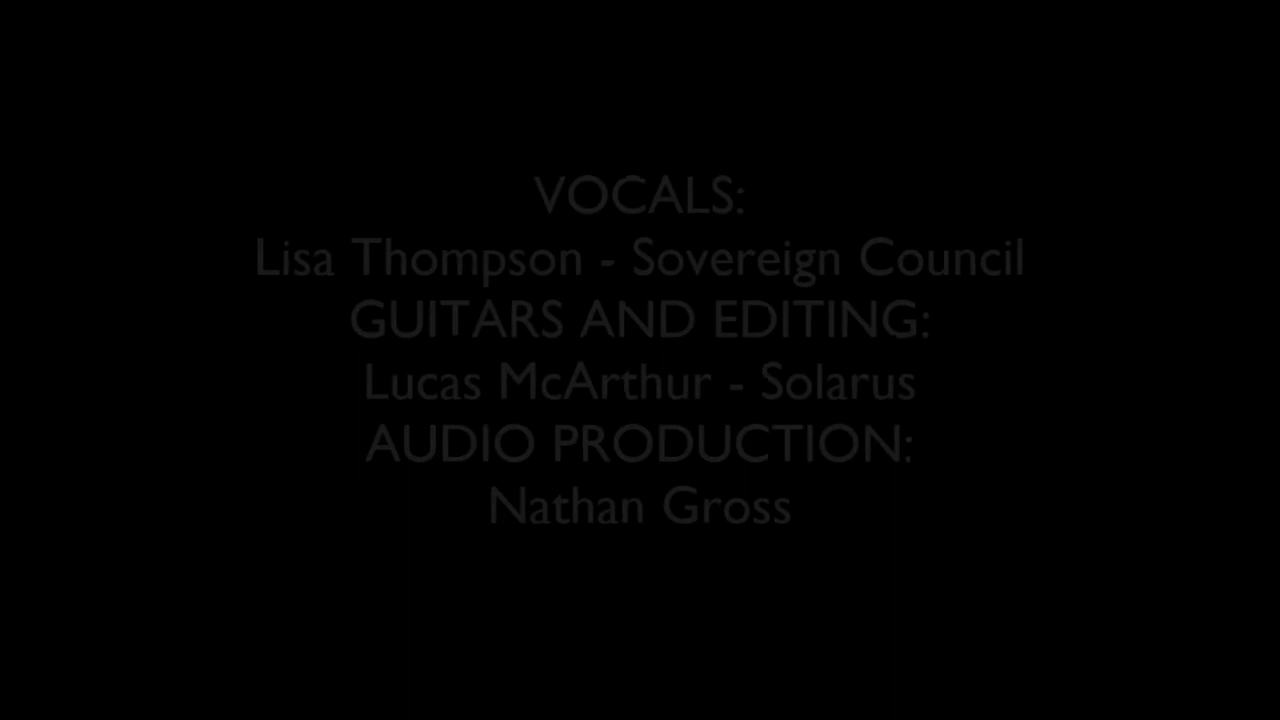 VOCALS:
Lisa Thompson - Sovereign Council
GUITARS AND EDITING:
Lucas McArthur - Solarus
AUDIO PRODUCTION:
Nathan Gross